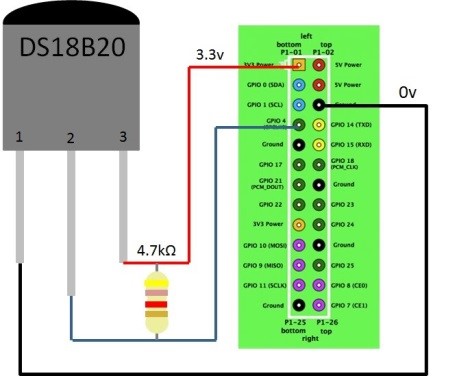 DS18B20
1
2
3
4.7kΩ
3.3v
0v
left
bottom top
P1-01 P1-02
3V3 Power 5V Power
GPIO 0 (SDA) 5V Power
GPIO 1 (SCL) Ground
GPIO 4 GPIO 14 (TXD)
Ground GPIO 15 (RXD)
GPIO 17 GPIO 18
(PCM_CLK)
GPIO 21 Ground
(PCM_DOUT)
GPIO 22 GPIO 23
3V3 Power GPIO 24
GPIO 10 (MOSI) Ground
GPIO 9 (MISO) GPIO 25
GPIO 11 (SCLK) GPIO 8 (CE0)
Ground GPIO 7 (CE1)
P1-25 P1-26
bottom top
right